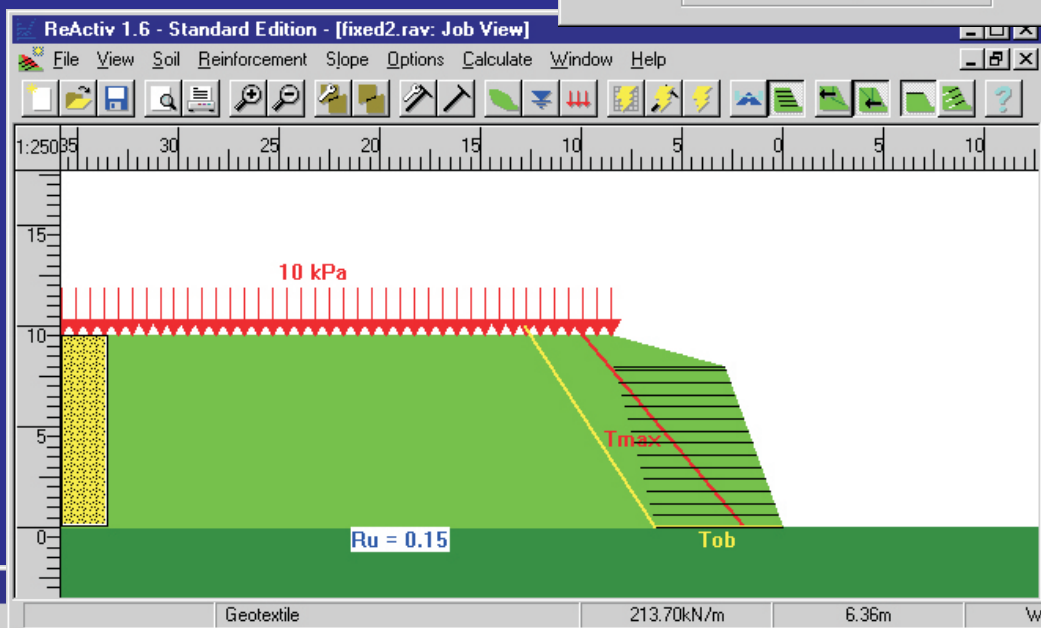 ReActiv 1.6 - Standard Edition - [fixed2.rav: Job View]
File View Soil Reinforcement Slope Options Calculate Window Help
1:250 35 30 25 20 15 10 5 0 5 10
15
10 kPa
10
5
Tmax
0
Ru = 0.15 Tob
Geotextile 213.70kN/m 6.36m W